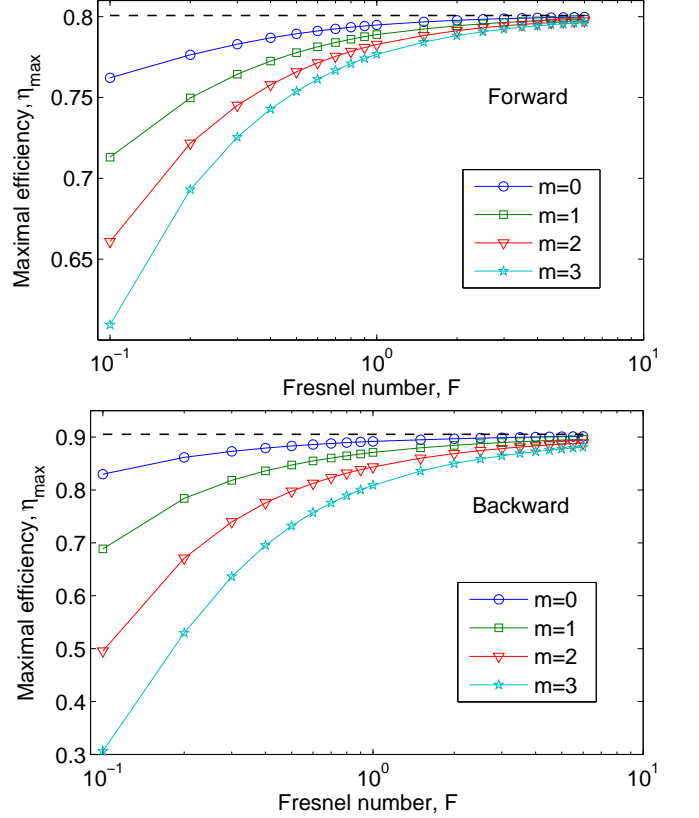 0.8
0.75
0.7
0.65
Maximal efficiency, η_max
Forward
m=0
m=1
m=2
m=3
10^-1
10^0
10^1
Fresnel number, F
0.9
0.8
0.7
0.6
0.5
0.4
0.3
Maximal efficiency, η_max
Backward
m=0
m=1
m=2
m=3
10^-1
10^0
10^1
Fresnel number, F